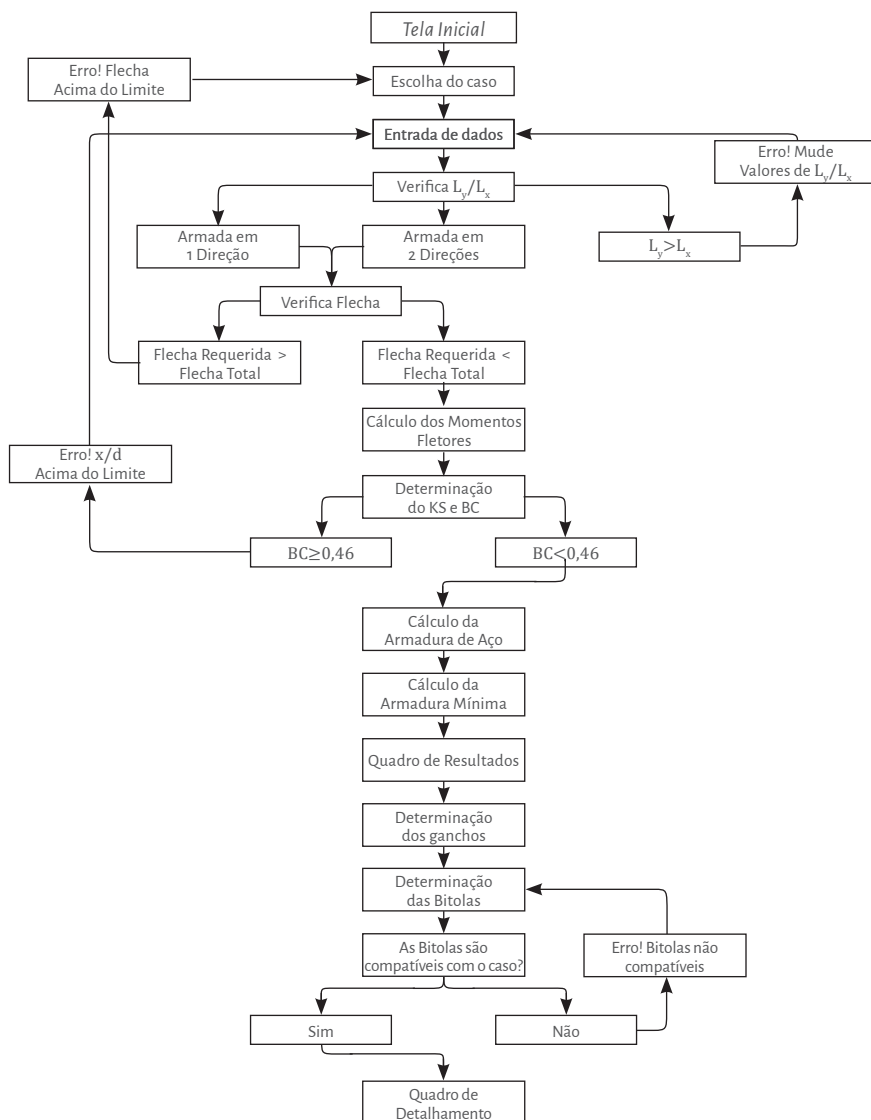 Tela Inicial
Erro! Flecha
Acima do Limite
Escolha do caso
Entrada de dados
Erro! Mude
Valores de Ly/Lx
Verifica Ly/Lx
Armada em
1 Direção
Armada em
2 Direções
Ly>Lx
Verifica Flecha
Flecha Requerida >
Flecha Total
Flecha Requerida <
Flecha Total
Cálculo dos Momentos
Fletores
Erro! x/d
Acima do Limite
Determinação
do KS e BC
BC≥0,46
BC<0,46
Cálculo da
Armadura de Aço
Cálculo da
Armadura Mínima
Quadro de Resultados
Determinação
dos ganchos
Determinação
das Bitolas
As Bitolas são
compatíveis com o caso?
Erro! Bitolas não
compatíveis
Sim
Não
Quadro de
Detalhamento